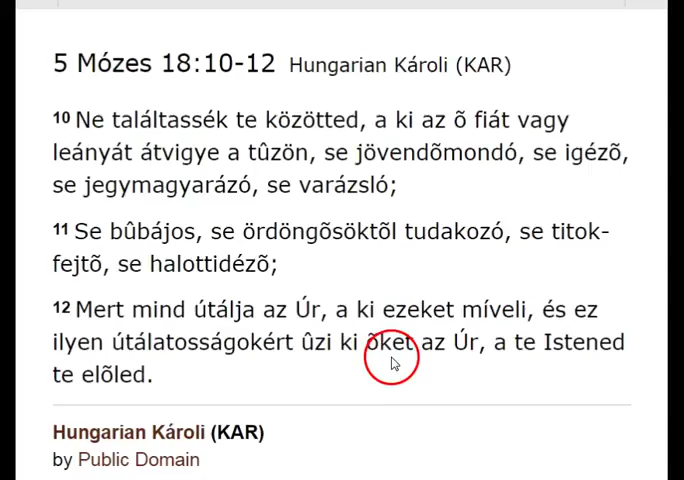 5 Mózes 18:10-12 Hungarian Károli (KAR)
10 Ne találtassék te közötted, a ki az õ fiát vagy
leányát átvigye a tûzön, se jövendõmondó, se igézõ,
se jegymagyarázó, se varázsló;
11 Se bûbájos, se ördöngõsöktõl tudakozó, se titok-
fejtõ, se halottidézõ;
12 Mert mind útálja az Úr, a ki ezeket míveli, és ez
ilyen útálatosságokért ûzi ki õket az Úr, a te Istened
te elõled.
Hungarian Károli (KAR)
by Public Domain